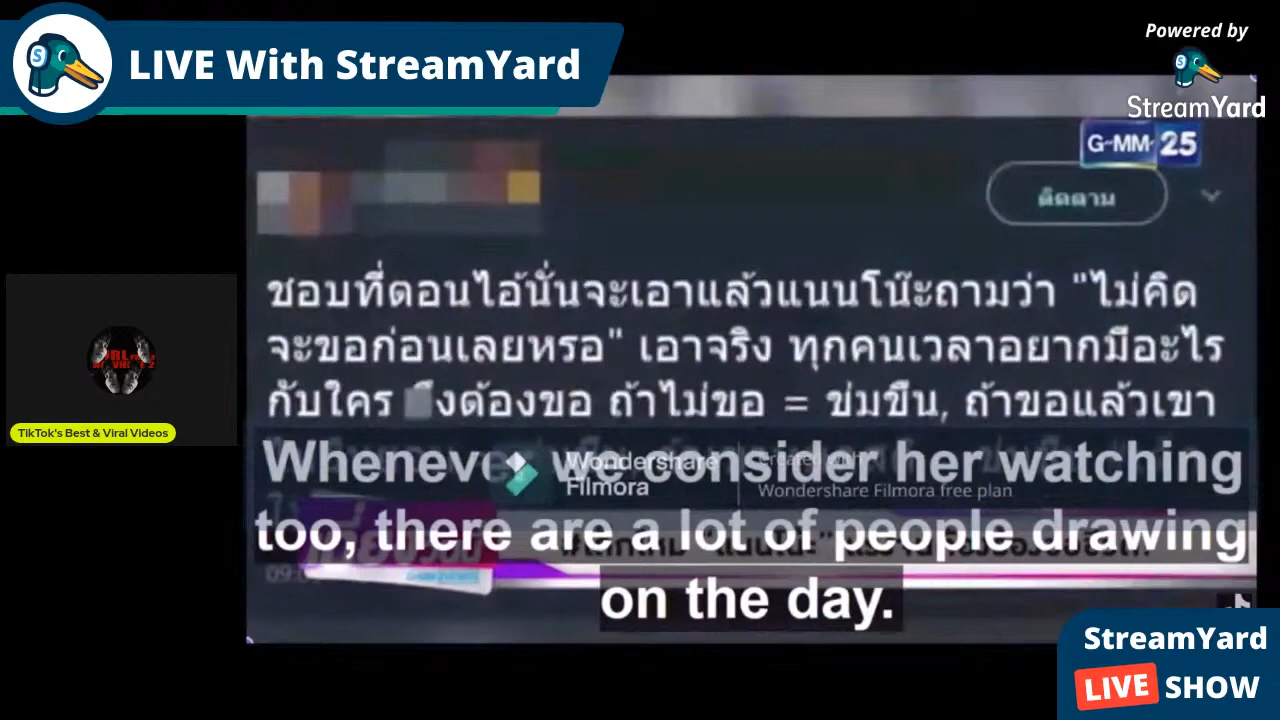 LIVE With StreamYard
Powered by
StreamYard
G-MM 25
ติดตาม
ชอบที่ตอนไอ้นั่นจะเอาแล้วแนนโน๊ะถามว่า "ไม่คิด
จะขอก่อนเลยหรอ" เอาจริง ทุกคนเวลาอยากมีอะไร
กับใคร งต้องขอ ถ้าไม่ขอ = ข่มขืน, ถ้าขอแล้วเขา
Whenever we consider her watching
too, there are a lot of people drawing
on the day.
Wondershare
Filmora
Created with
Wondershare Filmora free plan
TikTok's Best & Viral Videos
StreamYard
LIVE SHOW